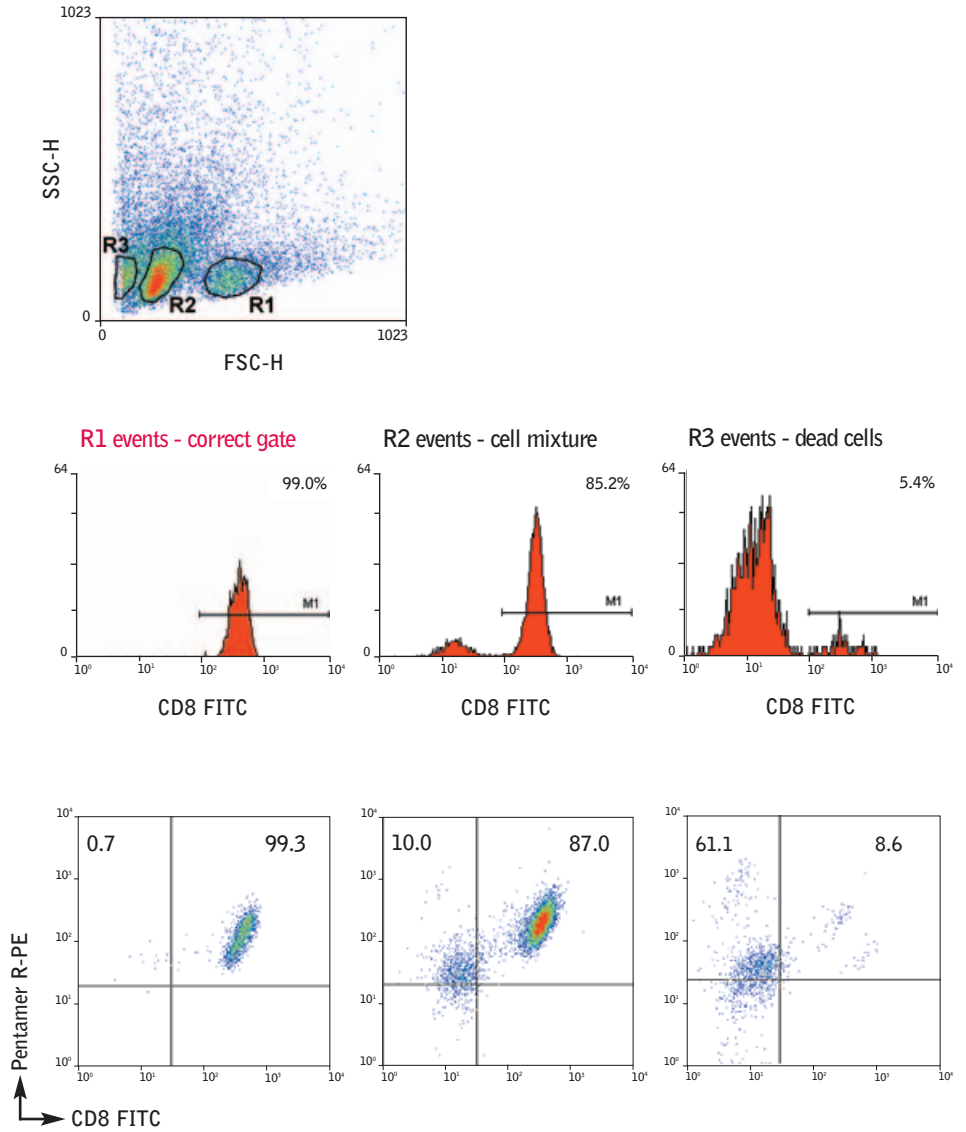 1023
SSC-H
R3
R2
R1
0
0
1023
FSC-H
R1 events - correct gate
R2 events - cell mixture
R3 events - dead cells
64
99.0%
M1
0
10⁰ 10¹ 10² 10³ 10⁴
CD8 FITC
64
85.2%
M1
0
10⁰ 10¹ 10² 10³ 10⁴
CD8 FITC
64
5.4%
M1
0
10⁰ 10¹ 10² 10³ 10⁴
CD8 FITC
10⁴
0.7 99.3
10³
10²
10¹
10⁰
10⁰ 10¹ 10² 10³ 10⁴
10⁴
10.0 87.0
10³
10²
10¹
10⁰
10⁰ 10¹ 10² 10³ 10⁴
10⁴
61.1 8.6
10³
10²
10¹
10⁰
10⁰ 10¹ 10² 10³ 10⁴
Pentamer R-PE
CD8 FITC